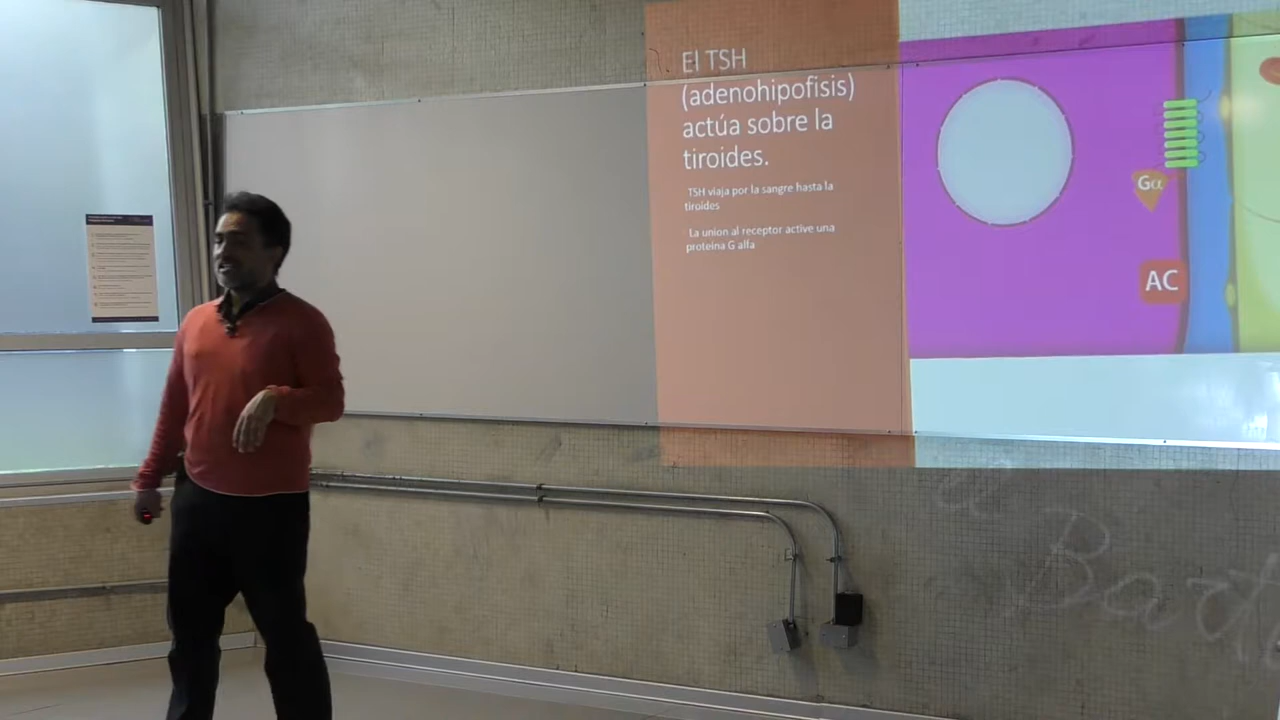 El TSH
(adenohipofisis)
actúa sobre la
tiroides.
TSH viaja por la sangre hasta la
tiroides
La union al receptor active una
proteina G alfa
Gα
AC